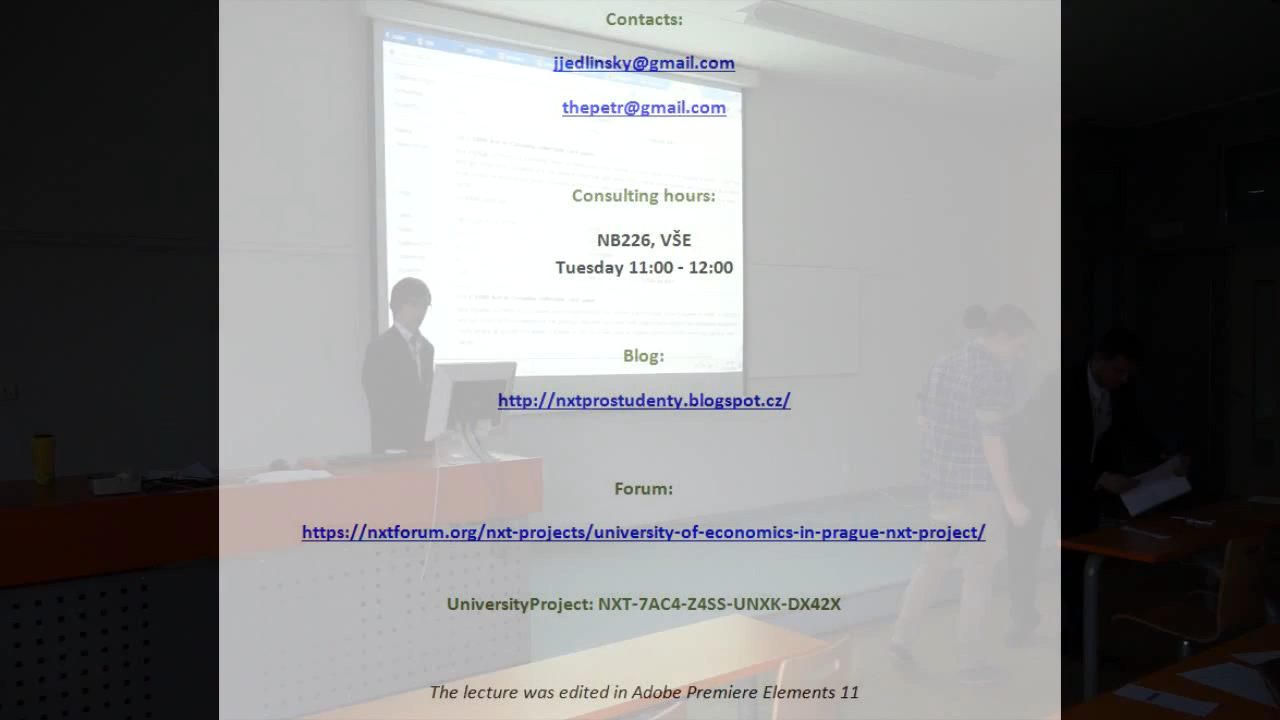 Contacts:
jjedlinsky@gmail.com
thepetr@gmail.com
Consulting hours:
NB226, VŠE
Tuesday 11:00 - 12:00
Blog:
http://nxtprostudenty.blogspot.cz/
Forum:
https://nxtforum.org/nxt-projects/university-of-economics-in-prague-nxt-project/
UniversityProject: NXT-7AC4-Z4SS-UNXK-DX42X
The lecture was edited in Adobe Premiere Elements 11